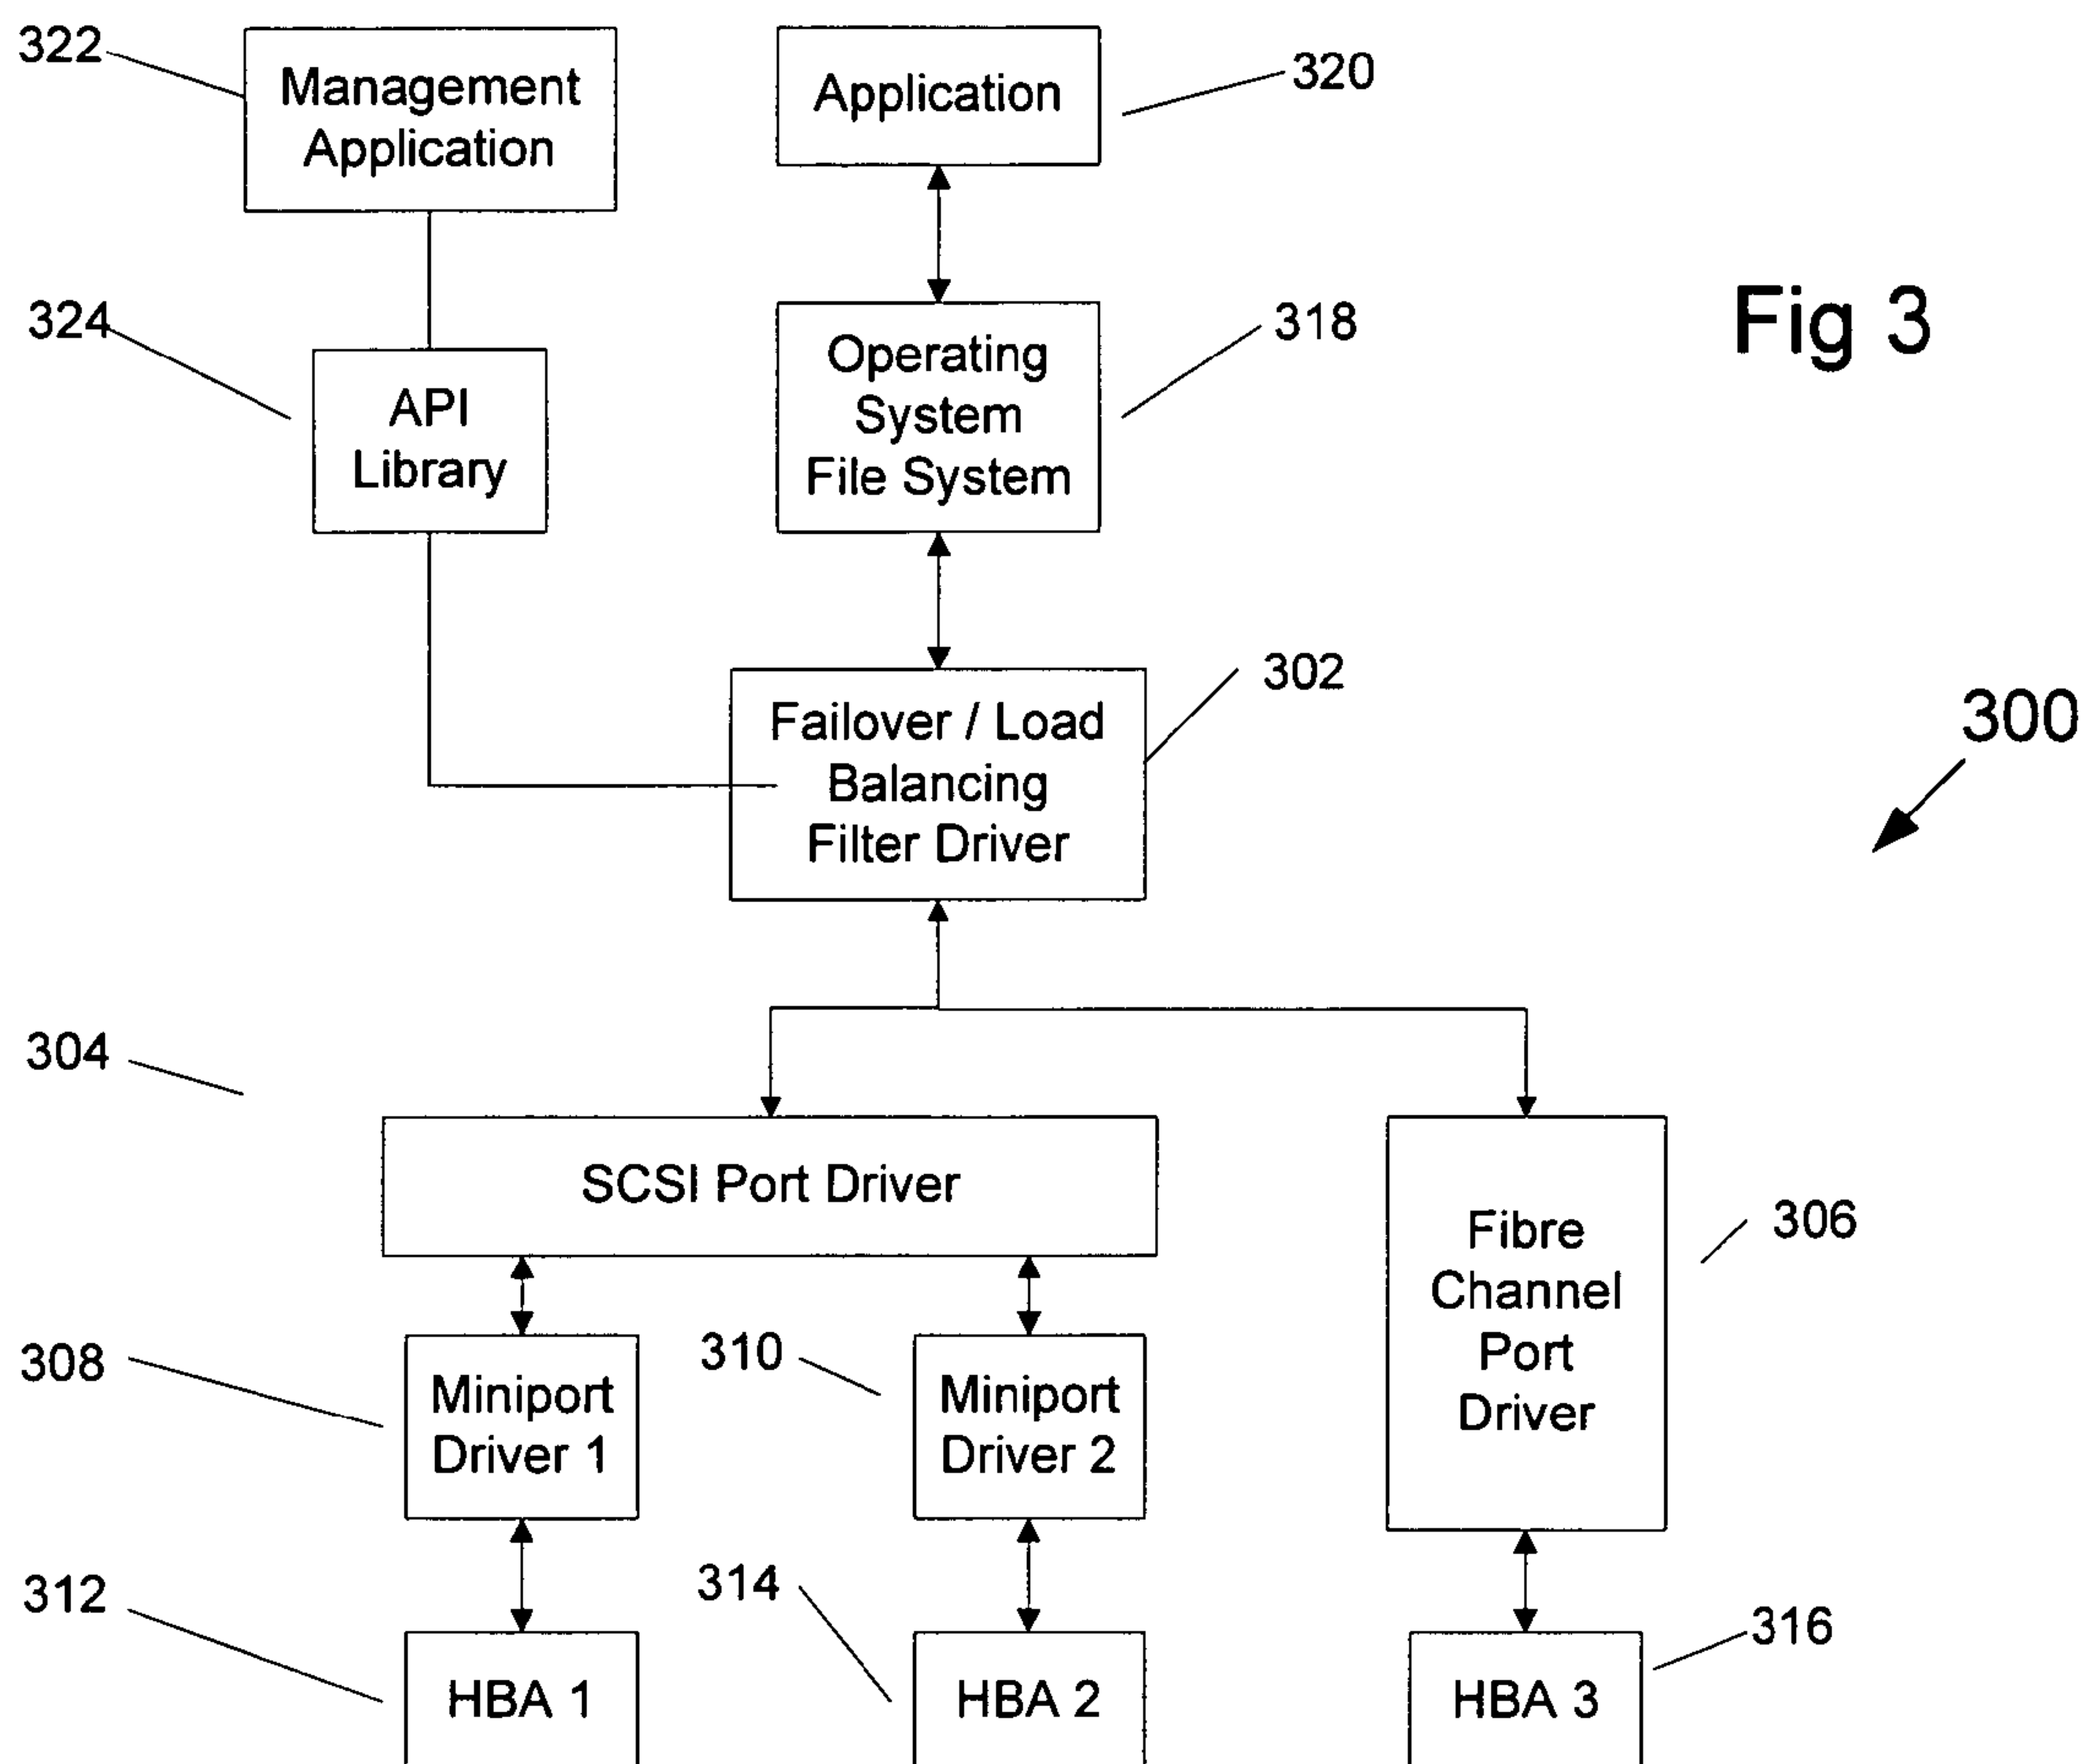 322
Management
Application
Application
320
324
API
Library
Operating
System
File System
318
Fig 3
Failover / Load
Balancing
Filter Driver
302
300
304
SCSI Port Driver
Fibre
Channel
Port
Driver
306
308
Miniport
Driver 1
310
Miniport
Driver 2
312
HBA 1
314
HBA 2
HBA 3
316